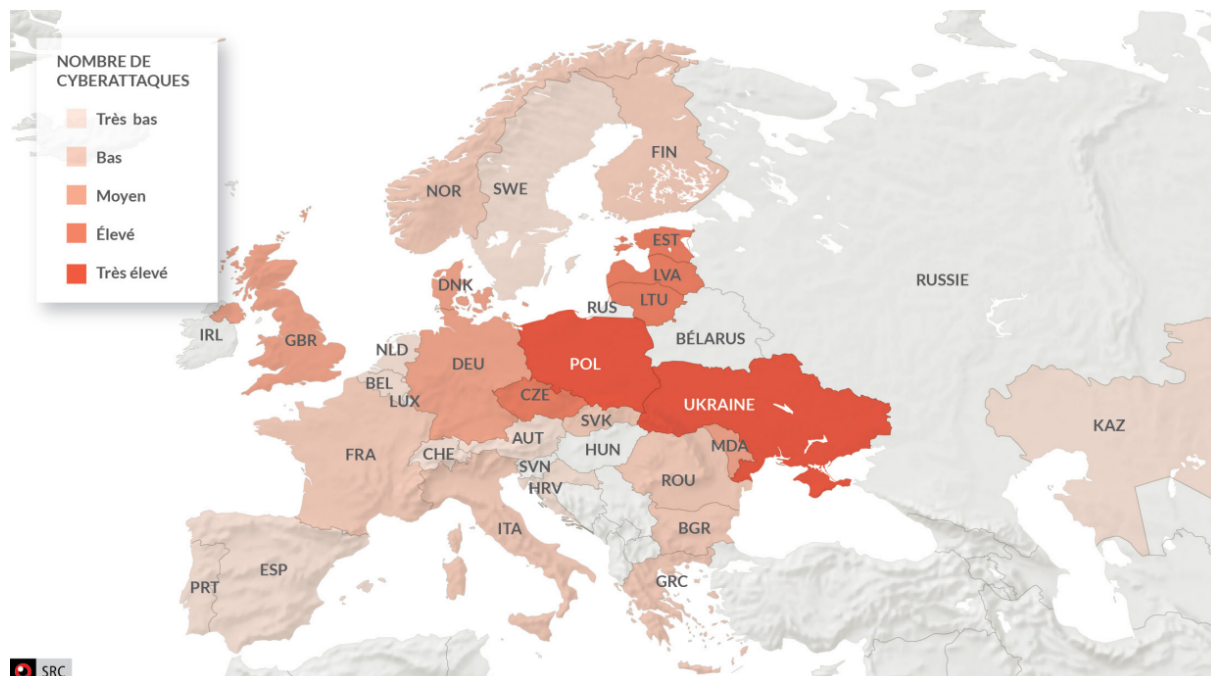 NOMBRE DE
CYBERATTAQUES
Très bas
Bas
Moyen
Élevé
Très élevé
FIN
NOR
SWE
EST
LVA
LTU
DNK
RUS
RUSSIE
IRL
GBR
BÉLARUS
NLD
DEU
POL
BEL
LUX
CZE
UKRAINE
SVK
KAZ
FRA
CHE
AUT
HUN
MDA
SVN
HRV
ROU
ITA
BGR
ESP
PRT
GRC
SRC